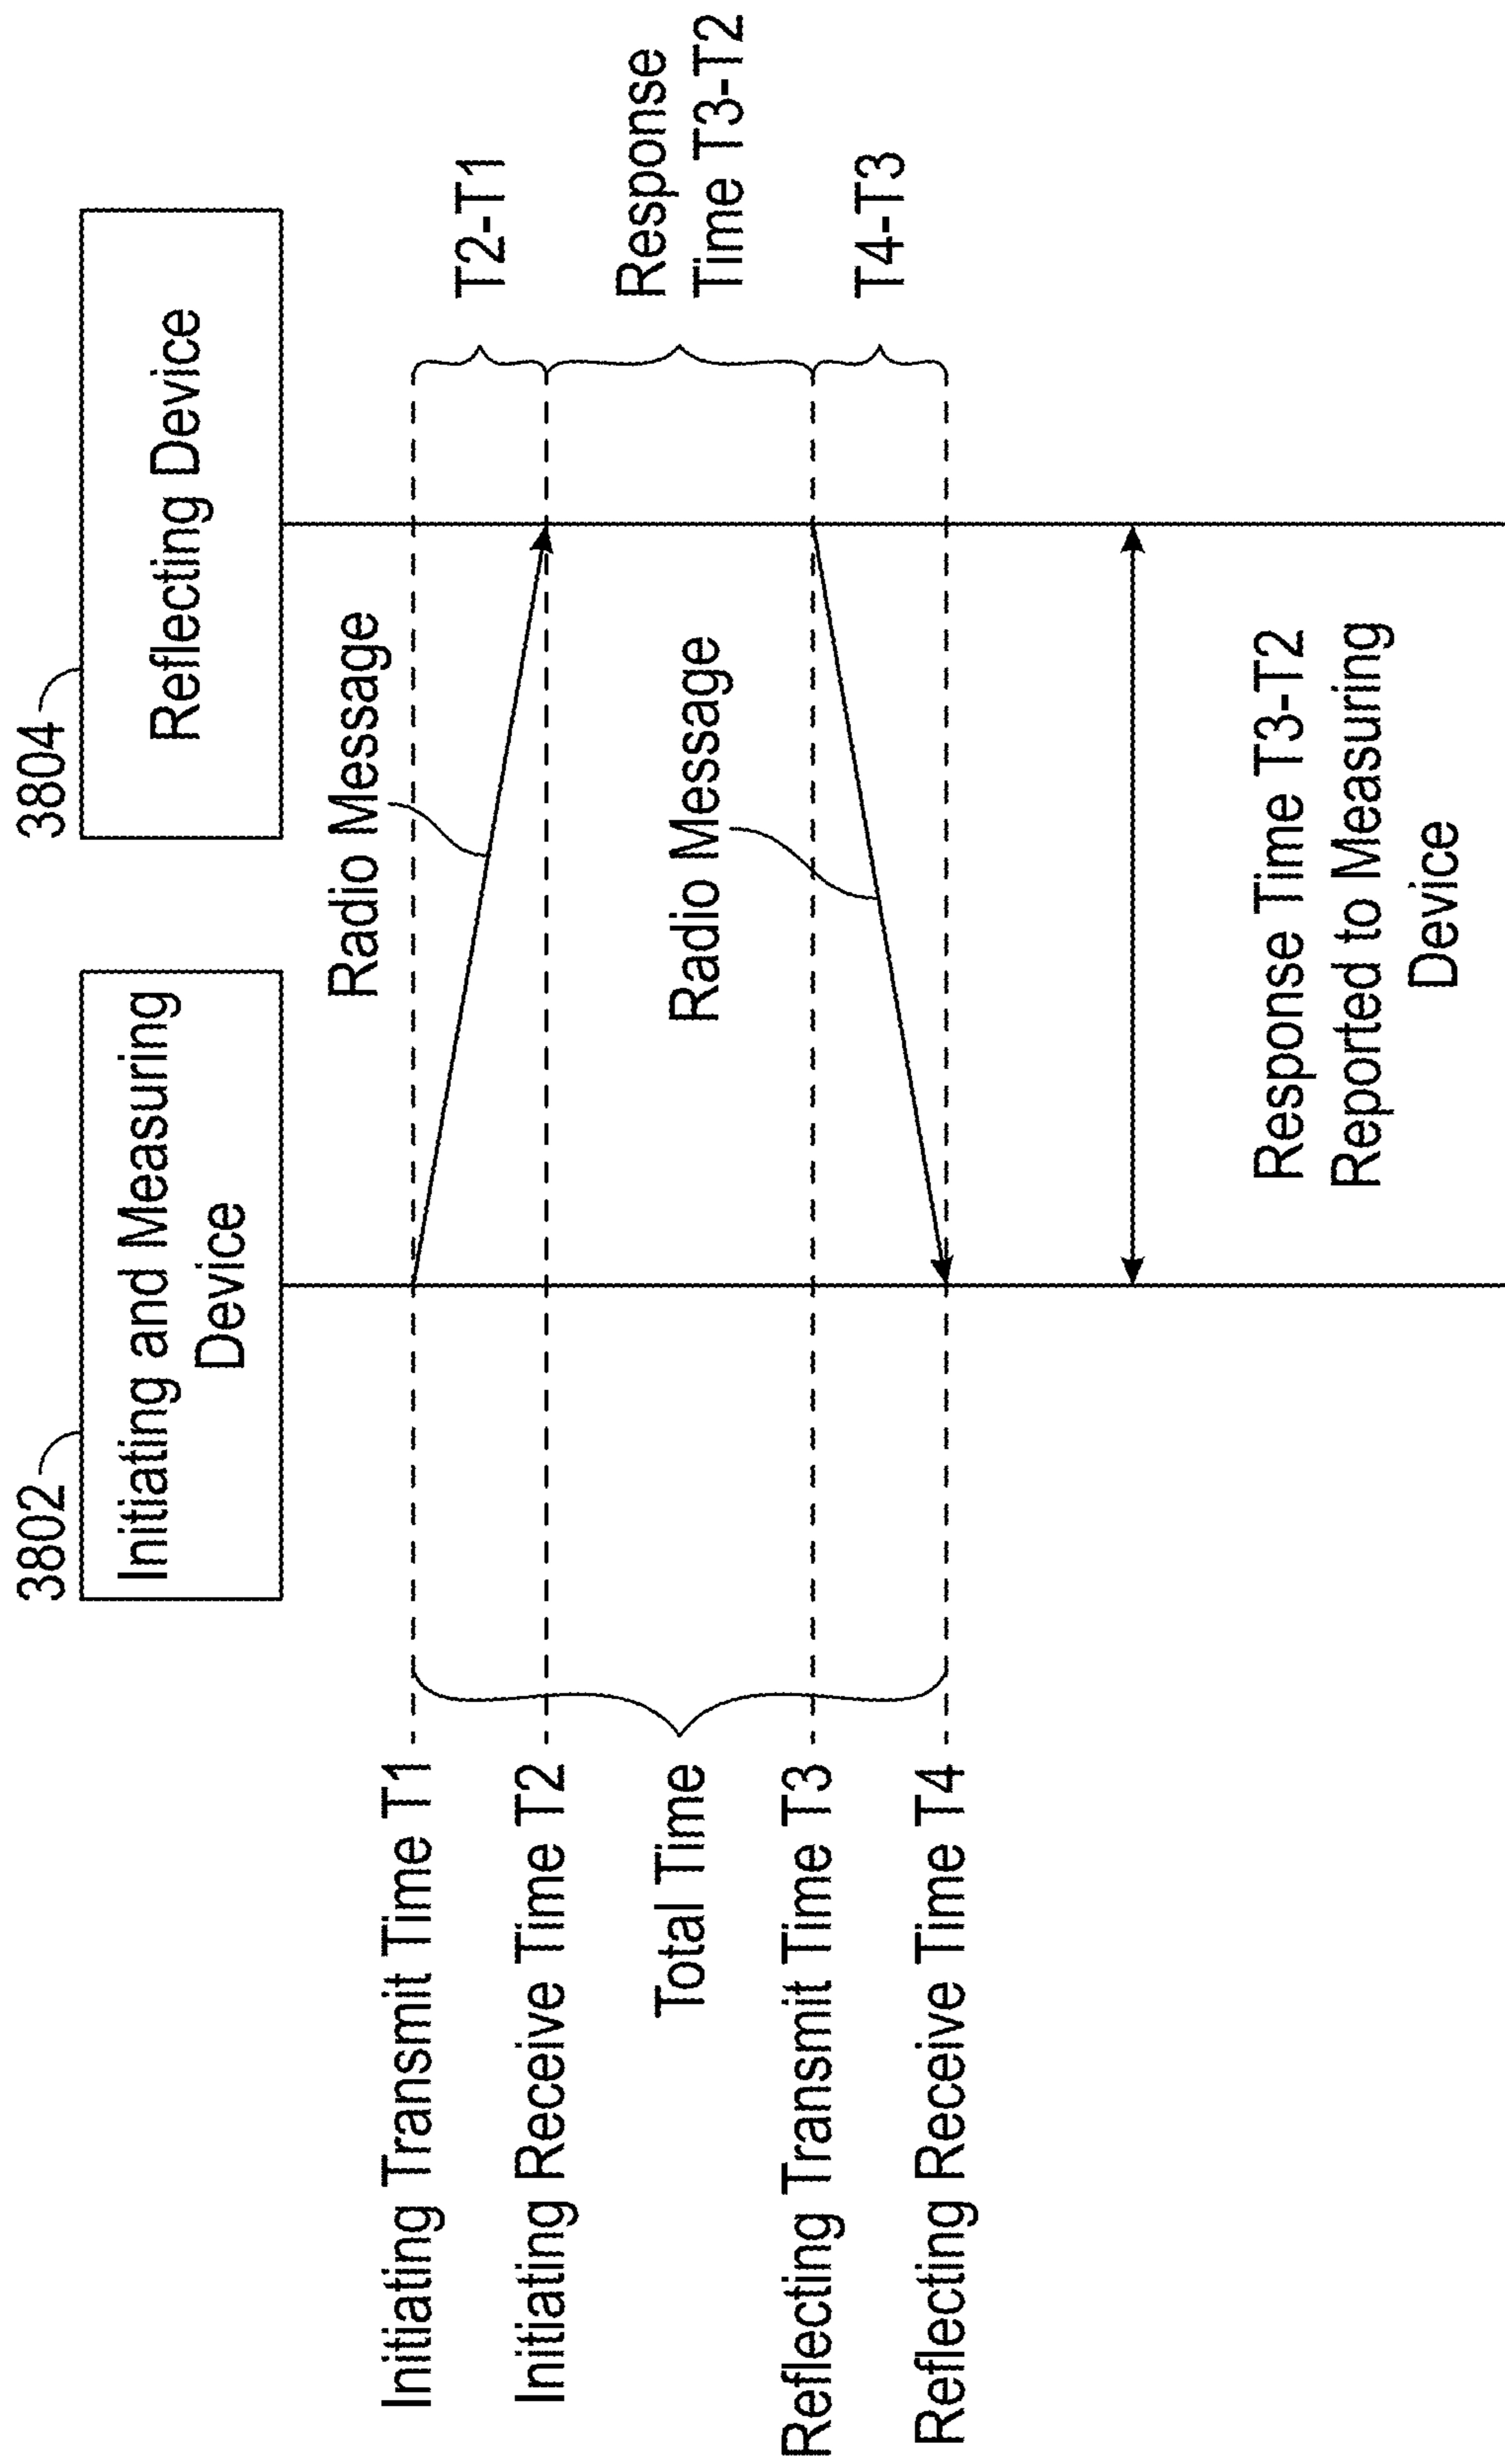 3802
Initiating and Measuring
Device
3804
Reflecting Device
Radio Message
Initiating Transmit Time T1
T2-T1
Initiating Receive Time T2
Total Time
Response
Time T3-T2
Radio Message
Reflecting Transmit Time T3
T4-T3
Reflecting Receive Time T4
Response Time T3-T2
Reported to Measuring
Device